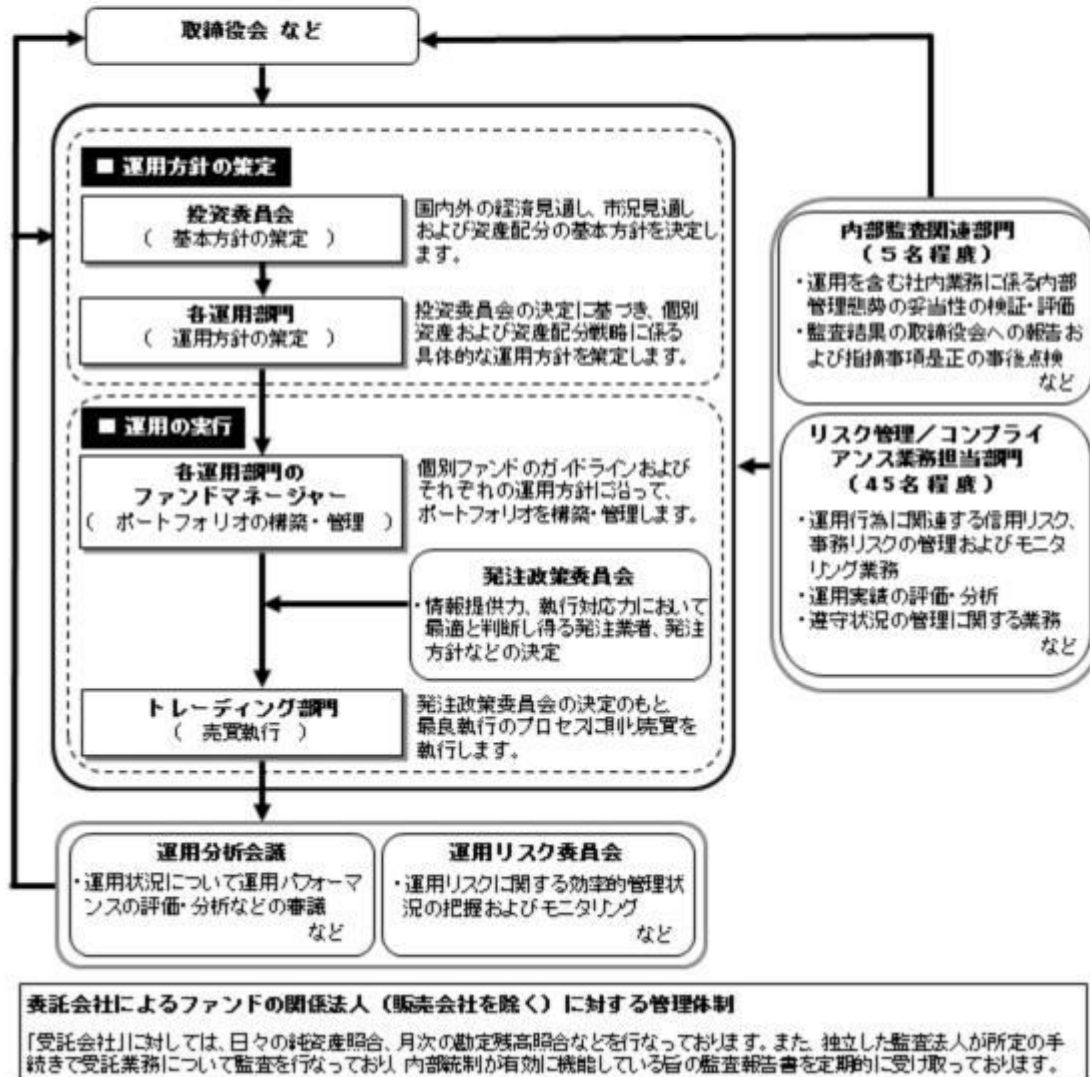 取締役会 など
■ 運用方針の策定
投資委員会
（ 基本方針の策定 ）
国内外の経済見通し、市況見通し
および資産配分の基本方針を決定し
ます。
各運用部門
（ 運用方針の策定 ）
投資委員会の決定に基づき、個別
資産および資産配分戦略に係る
具体的な運用方針を策定します。
■ 運用の実行
各運用部門の
ファンドマネージャー
（ ポートフォリオの構築・管理 ）
個別ファンドのガイドラインおよび
それぞれの運用方針に沿って、
ポートフォリオを構築・管理します。
発注政策委員会
・情報提供力、執行対応力において
最適と判断し得る発注業者、発注
方針などの決定
トレーディング部門
（ 売買執行 ）
発注政策委員会の決定のもと
最良執行のプロセスに則り売買を
執行します。
運用分析会議
・運用状況について運用パフォーマ
ンスの評価・分析などの審議
など
運用リスク委員会
・運用リスクに関する効率的管理状
況の把握およびモニタリング
など
内部監査関連部門
（5名程度）
・運用を含む社内業務に係る内部
管理態勢の妥当性の検証・評価
・監査結果の取締役会への報告お
よび指摘事項是正の事後点検
など
リスク管理／コンプライ
アンス業務担当部門
（45名程度）
・運用行為に関連する信用リスク、
事務リスクの管理およびモニタ
リング業務
・運用実績の評価・分析
・遵守状況の管理に関する業務
など
委託会社によるファンドの関係法人（販売会社を除く）に対する管理体制
「受託会社」に対しては、日々の純資産照合、月次の勘定残高照合などを行なっております。また、独立した監査法人が所定の手
続きで受託業務について監査を行なっており、内部統制が有効に機能している旨の監査報告書を定期的に受け取っております。